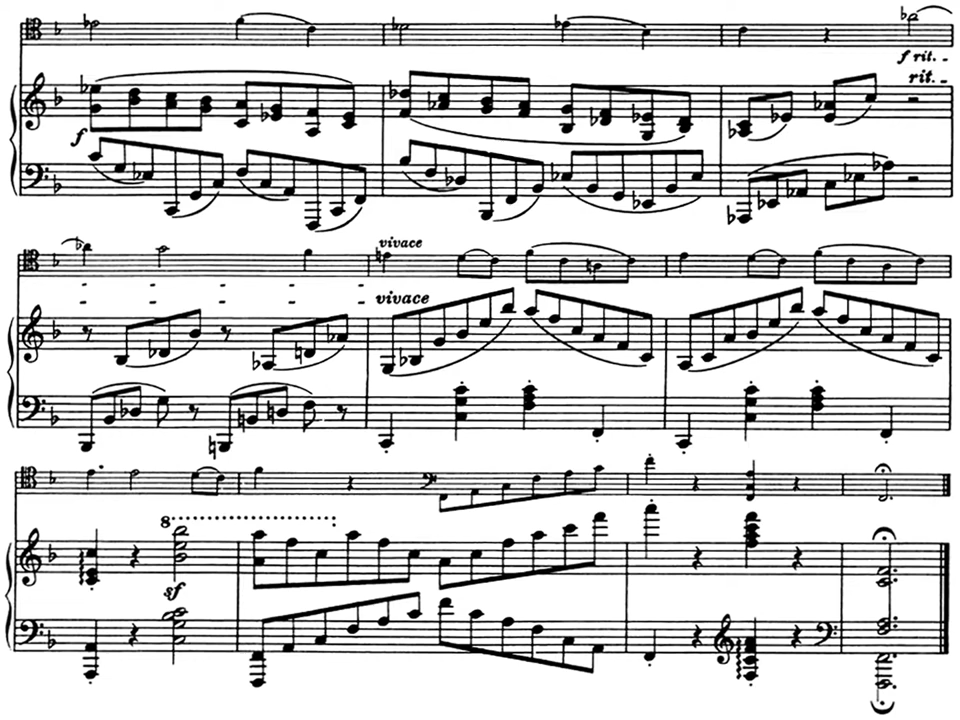 f rit. -
rit. -
f
vivace
vivace
8
sf